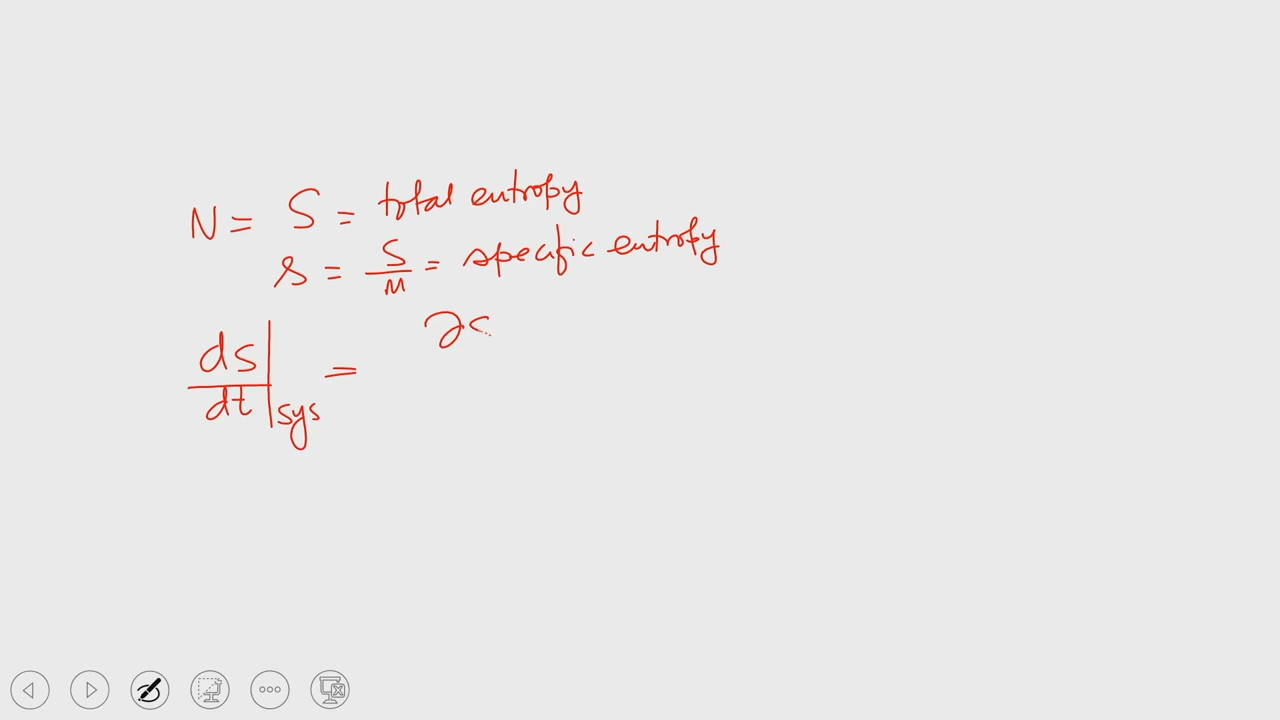 N = S = total entropy
s = S/M = specific entropy
dS/dt|sys = ∂S